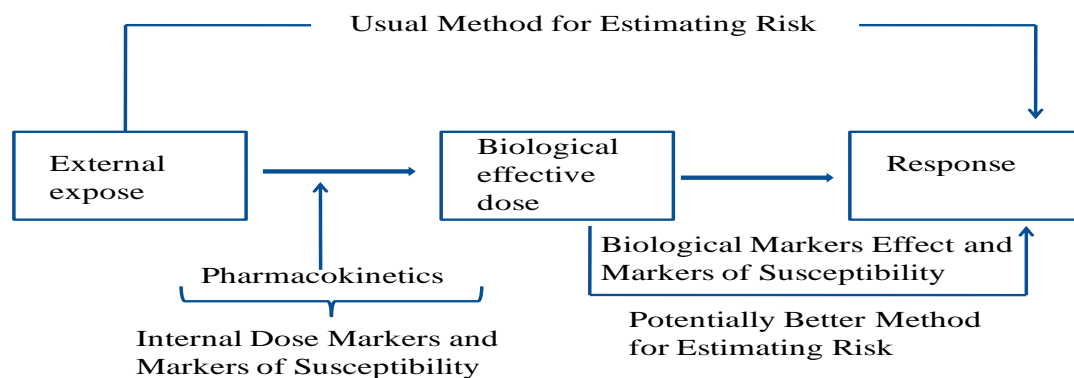 Usual Method for Estimating Risk
External
expose
Biological
effective
dose
Response
Pharmacokinetics
Internal Dose Markers and
Markers of Susceptibility
Biological Markers Effect and
Markers of Susceptibility
Potentially Better Method
for Estimating Risk